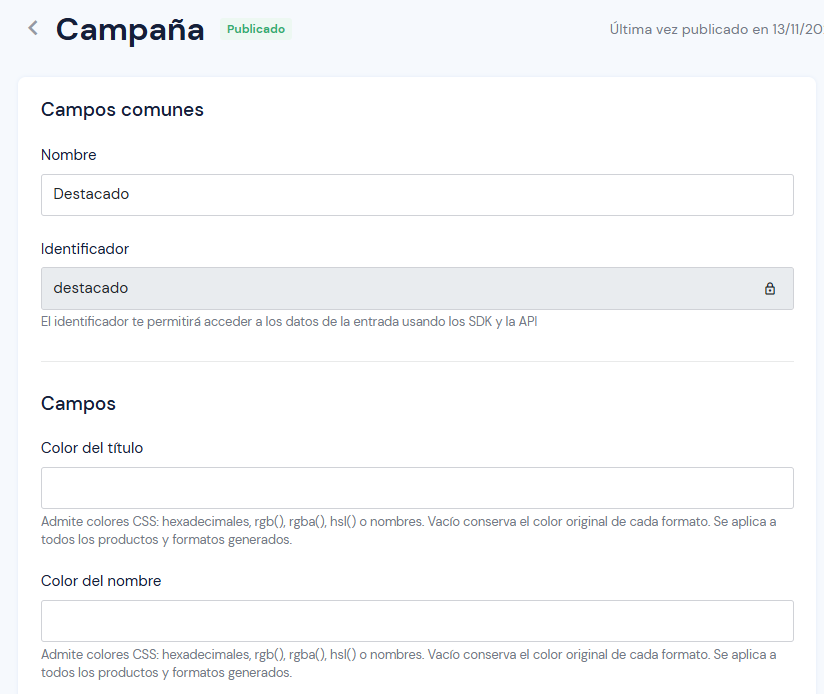 Campaña
Publicado
Última vez publicado en 13/11/20
Campos comunes
Nombre
Destacado
Identificador
destacado
El identificador te permitirá acceder a los datos de la entrada usando los SDK y la API
Campos
Color del título
Admite colores CSS: hexadecimales, rgb(), rgba(), hsl() o nombres. Vacío conserva el color original de cada formato. Se aplica a
todos los productos y formatos generados.
Color del nombre
Admite colores CSS: hexadecimales, rgb(), rgba(), hsl() o nombres. Vacío conserva el color original de cada formato. Se aplica a
todos los productos y formatos generados.